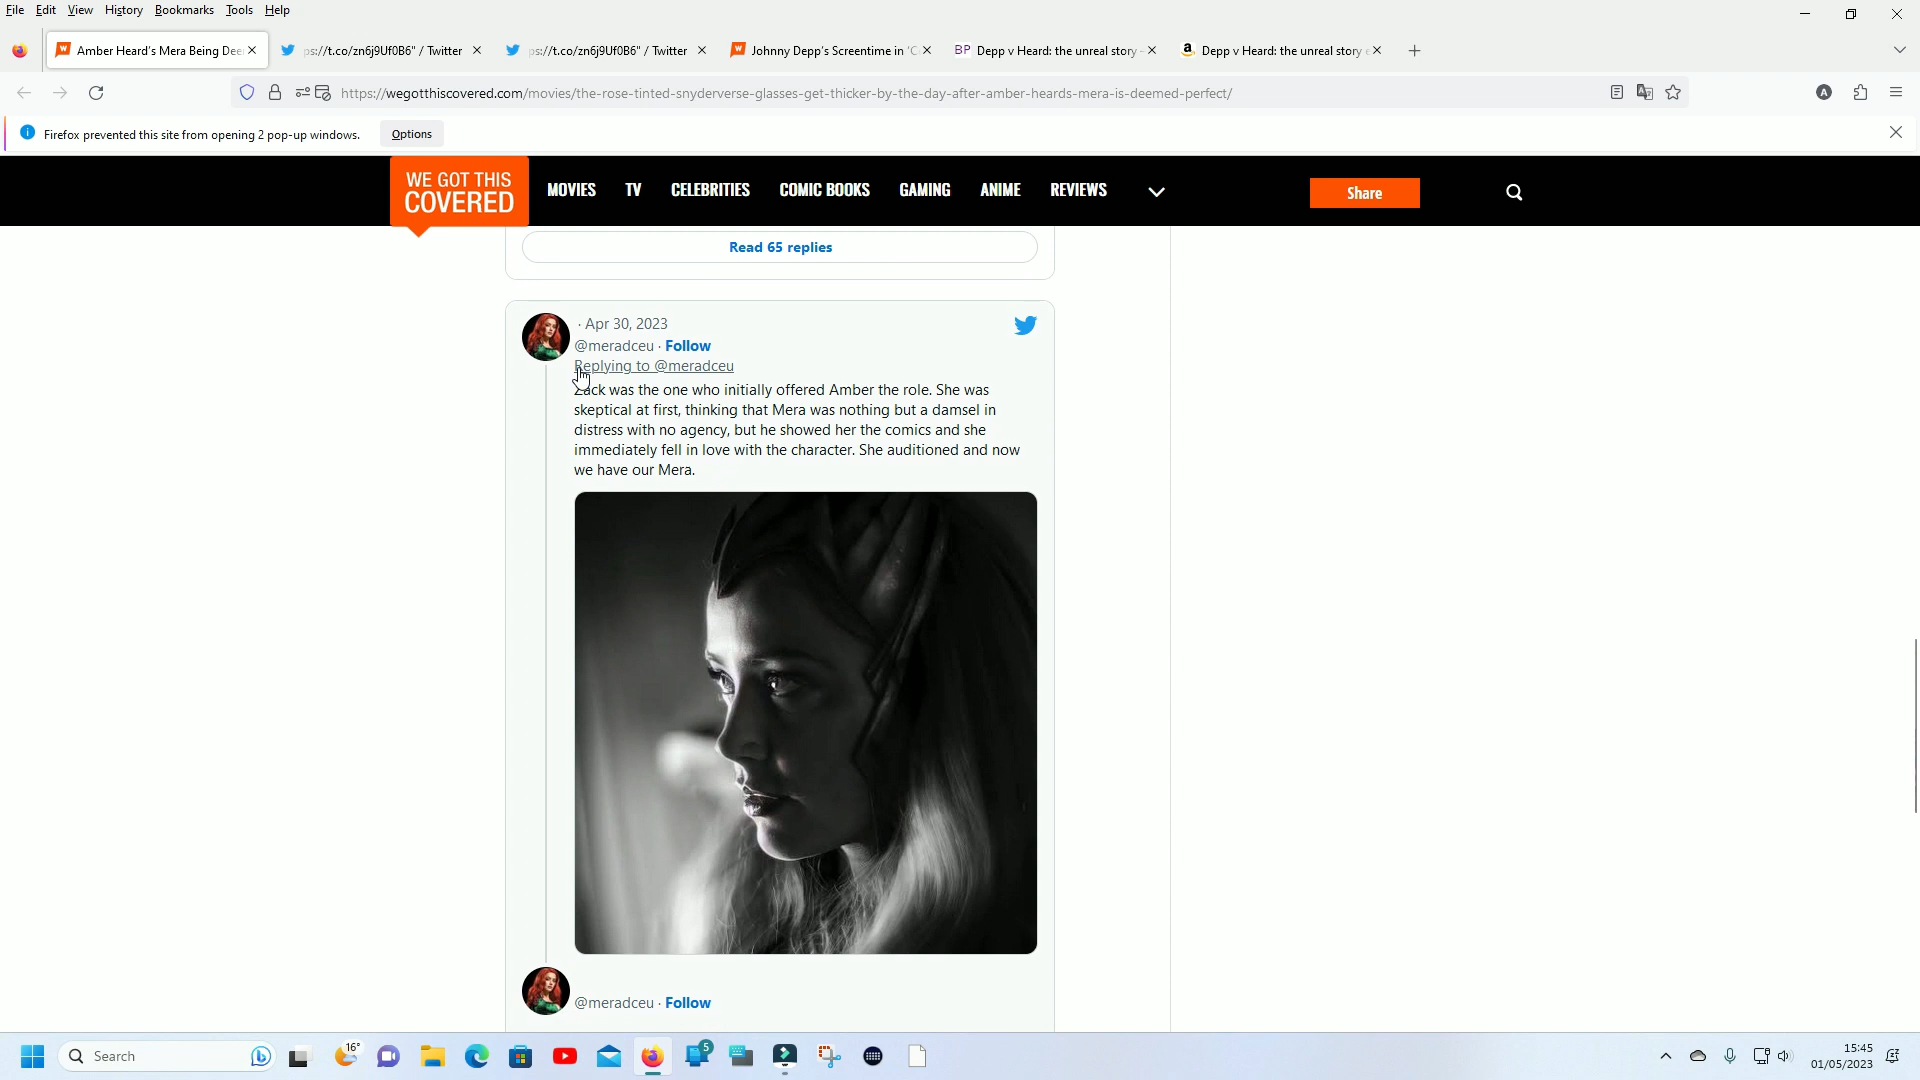 File Edit View History Bookmarks Tools Help
Amber Heard's Mera Being Dee
ps://t.co/zn6j9Uf0B6" / Twitter
ps://t.co/zn6j9Uf0B6" / Twitter
Johnny Depp's Screentime in 'C
BP Depp v Heard: the unreal story -
Depp v Heard: the unreal story e
https://wegotthiscovered.com/movies/the-rose-tinted-snyderverse-glasses-get-thicker-by-the-day-after-amber-heards-mera-is-deemed-perfect/
A
Firefox prevented this site from opening 2 pop-up windows. Options
WE GOT THIS
COVERED
MOVIES TV CELEBRITIES COMIC BOOKS GAMING ANIME REVIEWS
Share
Read 65 replies
· Apr 30, 2023
@meradceu · Follow
Replying to @meradceu
Zack was the one who initially offered Amber the role. She was
skeptical at first, thinking that Mera was nothing but a damsel in
distress with no agency, but he showed her the comics and she
immediately fell in love with the character. She auditioned and now
we have our Mera.
@meradceu · Follow
Search
16°
5
15:45
01/05/2023